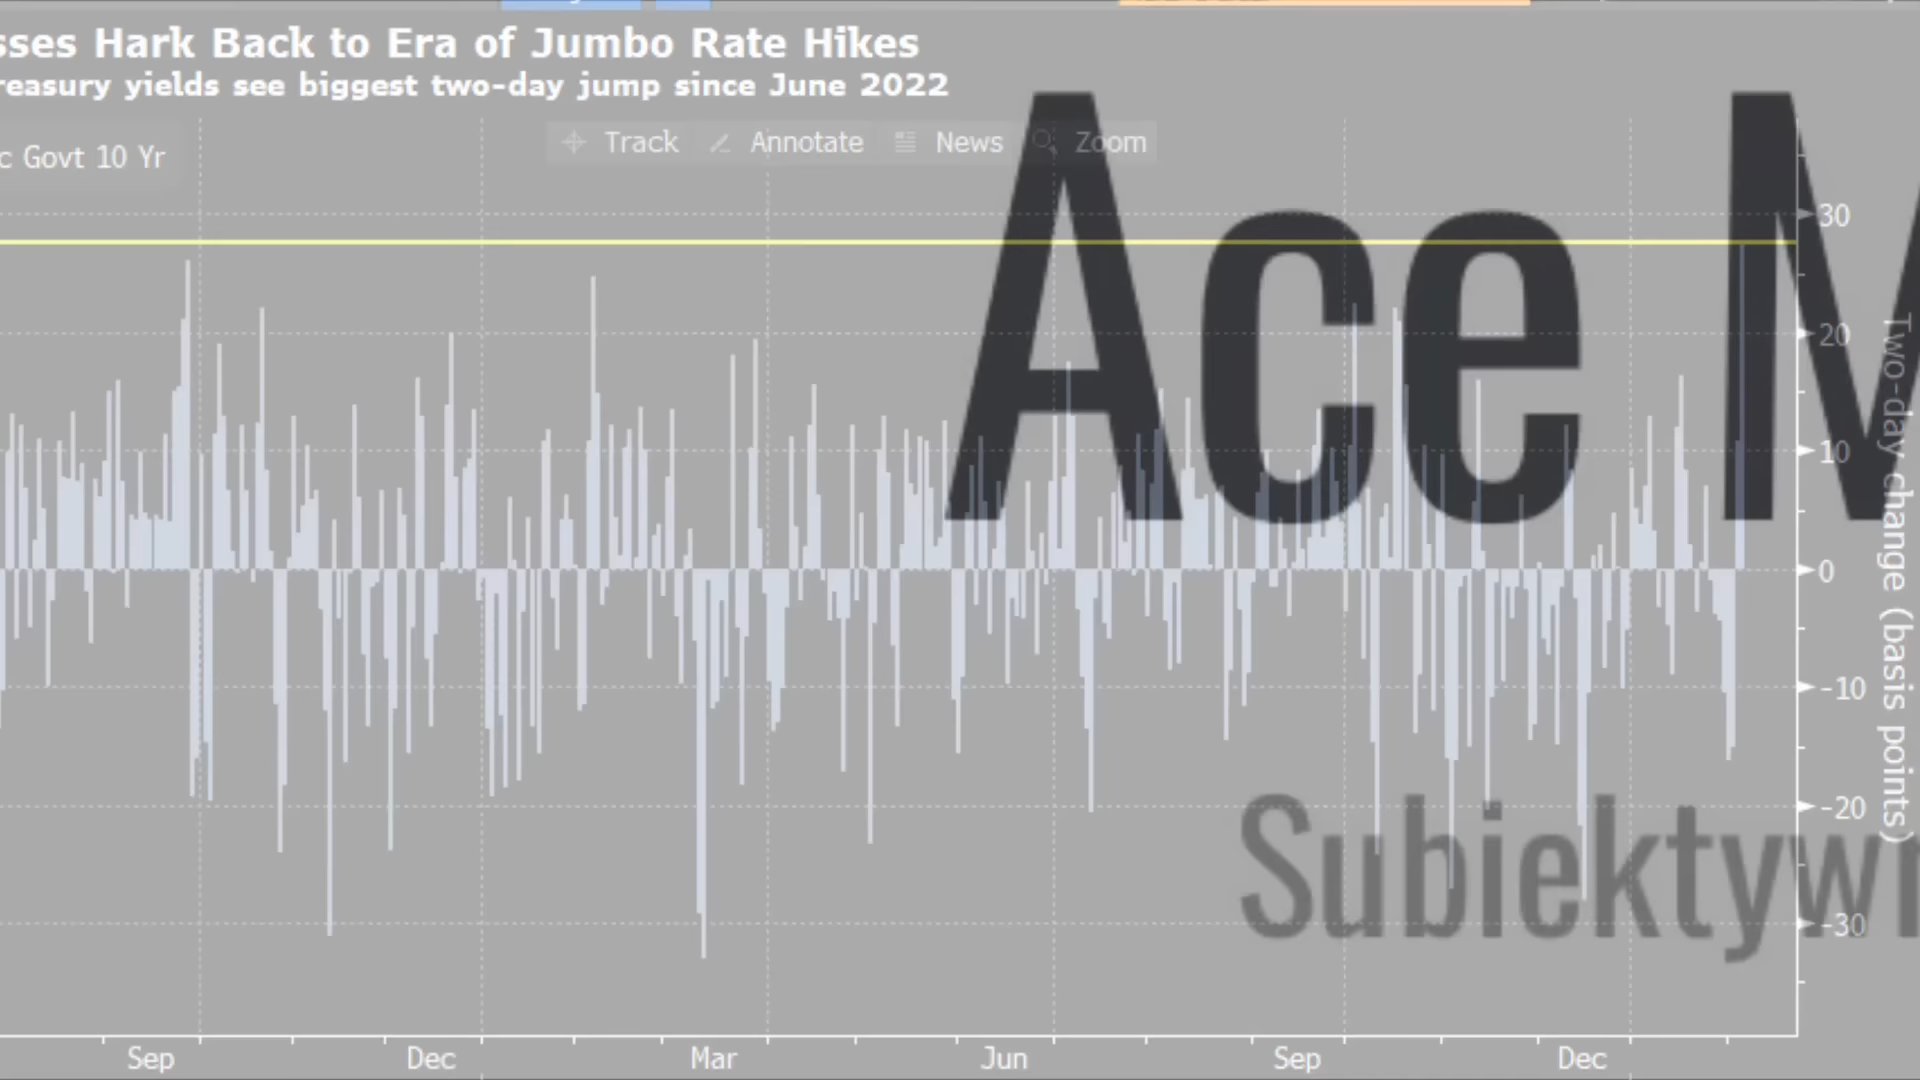 sses Hark Back to Era of Jumbo Rate Hikes
reasury yields see biggest two-day jump since June 2022
c Govt 10 Yr
Track Annotate News Zoom
Ace M
30
20
10
0
-10
-20
-30
Two-day change (basis points)
Subiektywn
Sep Dec Mar Jun Sep Dec